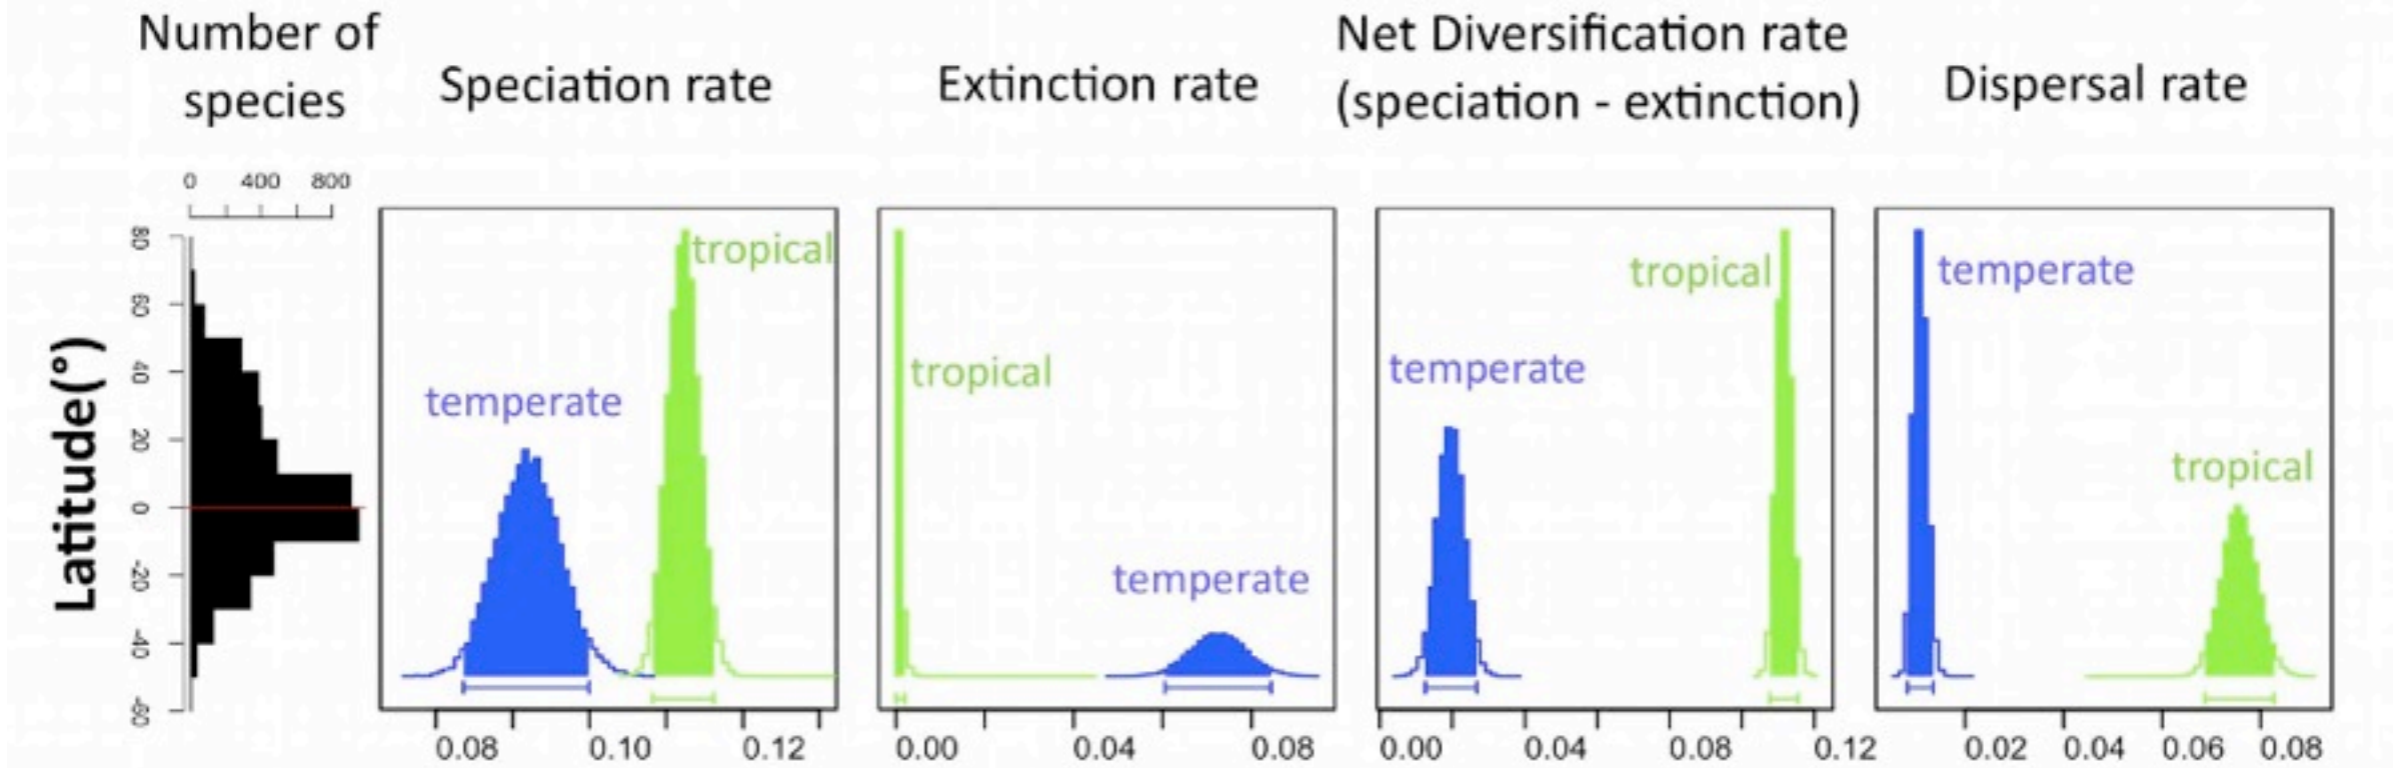 Number of
species
Speciation rate
Extinction rate
Net Diversification rate
(speciation - extinction)
Dispersal rate
0 400 800
Latitude(°)
80
60
40
20
0
-20
-40
-60
temperate
tropical
0.08 0.10 0.12
tropical
temperate
0.00 0.04 0.08
temperate
tropical
0.00 0.04 0.08 0.12
temperate
tropical
0.02 0.04 0.06 0.08